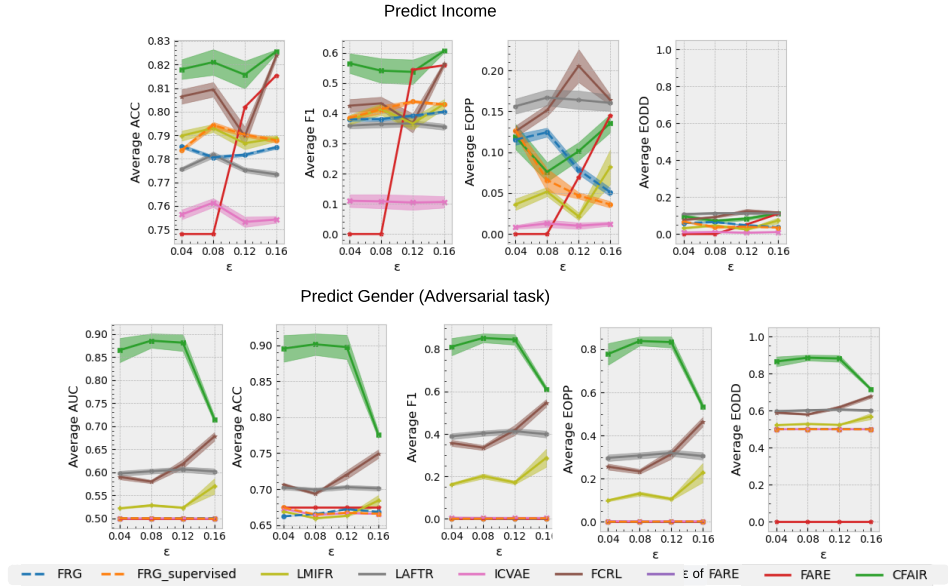 Predict Income
Average ACC
0.83
0.82
0.81
0.80
0.79
0.78
0.77
0.76
0.75
0.04 0.08 0.12 0.16
ε
Average F1
0.6
0.5
0.4
0.3
0.2
0.1
0.0
0.04 0.08 0.12 0.16
ε
Average EOPP
0.20
0.15
0.10
0.05
0.00
0.04 0.08 0.12 0.16
ε
Average EODD
1.0
0.8
0.6
0.4
0.2
0.0
0.04 0.08 0.12 0.16
ε
Predict Gender (Adversarial task)
Average AUC
0.90
0.85
0.80
0.75
0.70
0.65
0.60
0.55
0.50
0.04 0.08 0.12 0.16
ε
Average ACC
0.90
0.85
0.80
0.75
0.70
0.65
0.04 0.08 0.12 0.16
ε
Average F1
0.8
0.6
0.4
0.2
0.0
0.04 0.08 0.12 0.16
ε
Average EOPP
0.8
0.6
0.4
0.2
0.0
0.04 0.08 0.12 0.16
ε
Average EODD
1.0
0.8
0.6
0.4
0.2
0.0
0.04 0.08 0.12 0.16
ε
FRG FRG_supervised LMIFR LAFTR ICVAE FCRL ε of FARE FARE CFAIR